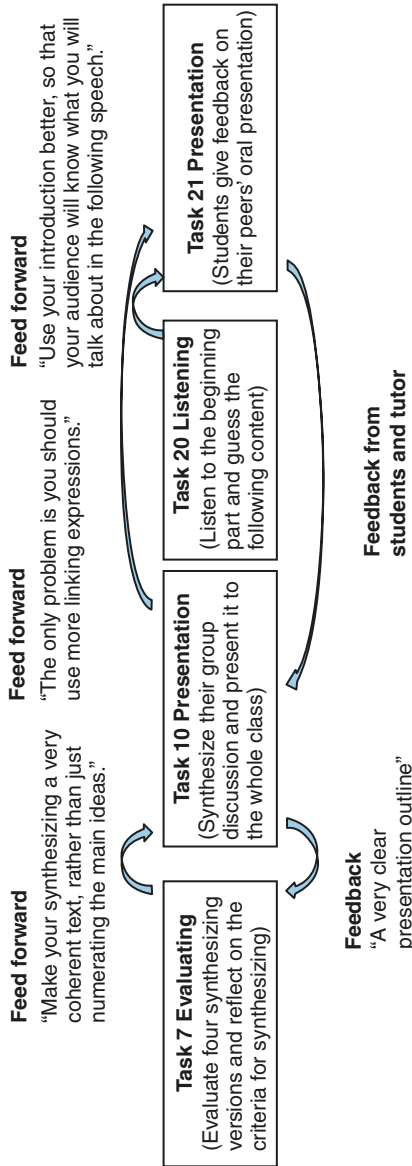 Feed forward
“Make your synthesizing a very
coherent text, rather than just
numerating the main ideas.”
Feed forward
“The only problem is you should
use more linking expressions.”
Feed forward
“Use your introduction better, so that
your audience will know what you will
talk about in the following speech.”
Task 7 Evaluating
(Evaluate four synthesizing
versions and reflect on the
criteria for synthesizing)
Task 10 Presentation
(Synthesize their group
discussion and present it to
the whole class)
Task 20 Listening
(Listen to the beginning
part and guess the
following content)
Task 21 Presentation
(Students give feedback on
their peers’ oral presentation)
Feedback
“A very clear
presentation outline”
Feedback from
students and tutor